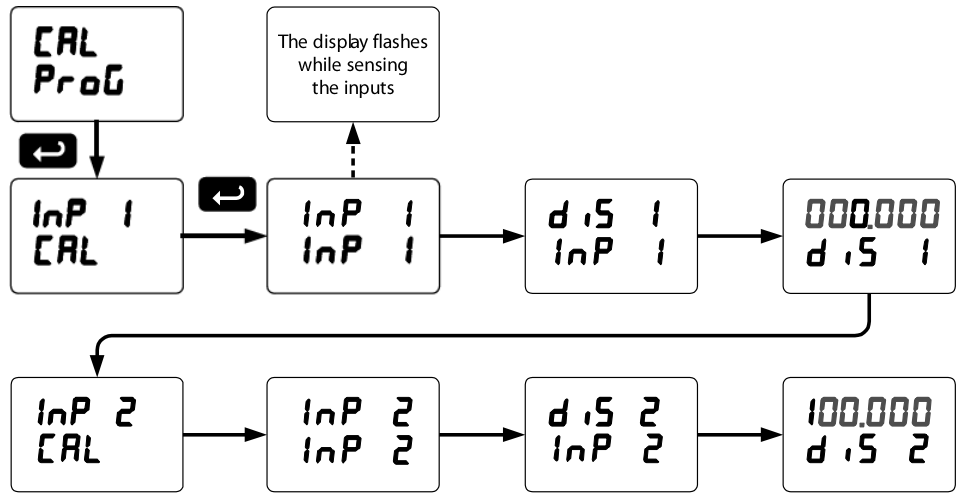 CAL
ProG
The display flashes
while sensing
the inputs
InP 1
CAL
InP 1
InP 1
diS 1
InP 1
000.000
diS 1
InP 2
CAL
InP 2
InP 2
diS 2
InP 2
100.000
diS 2